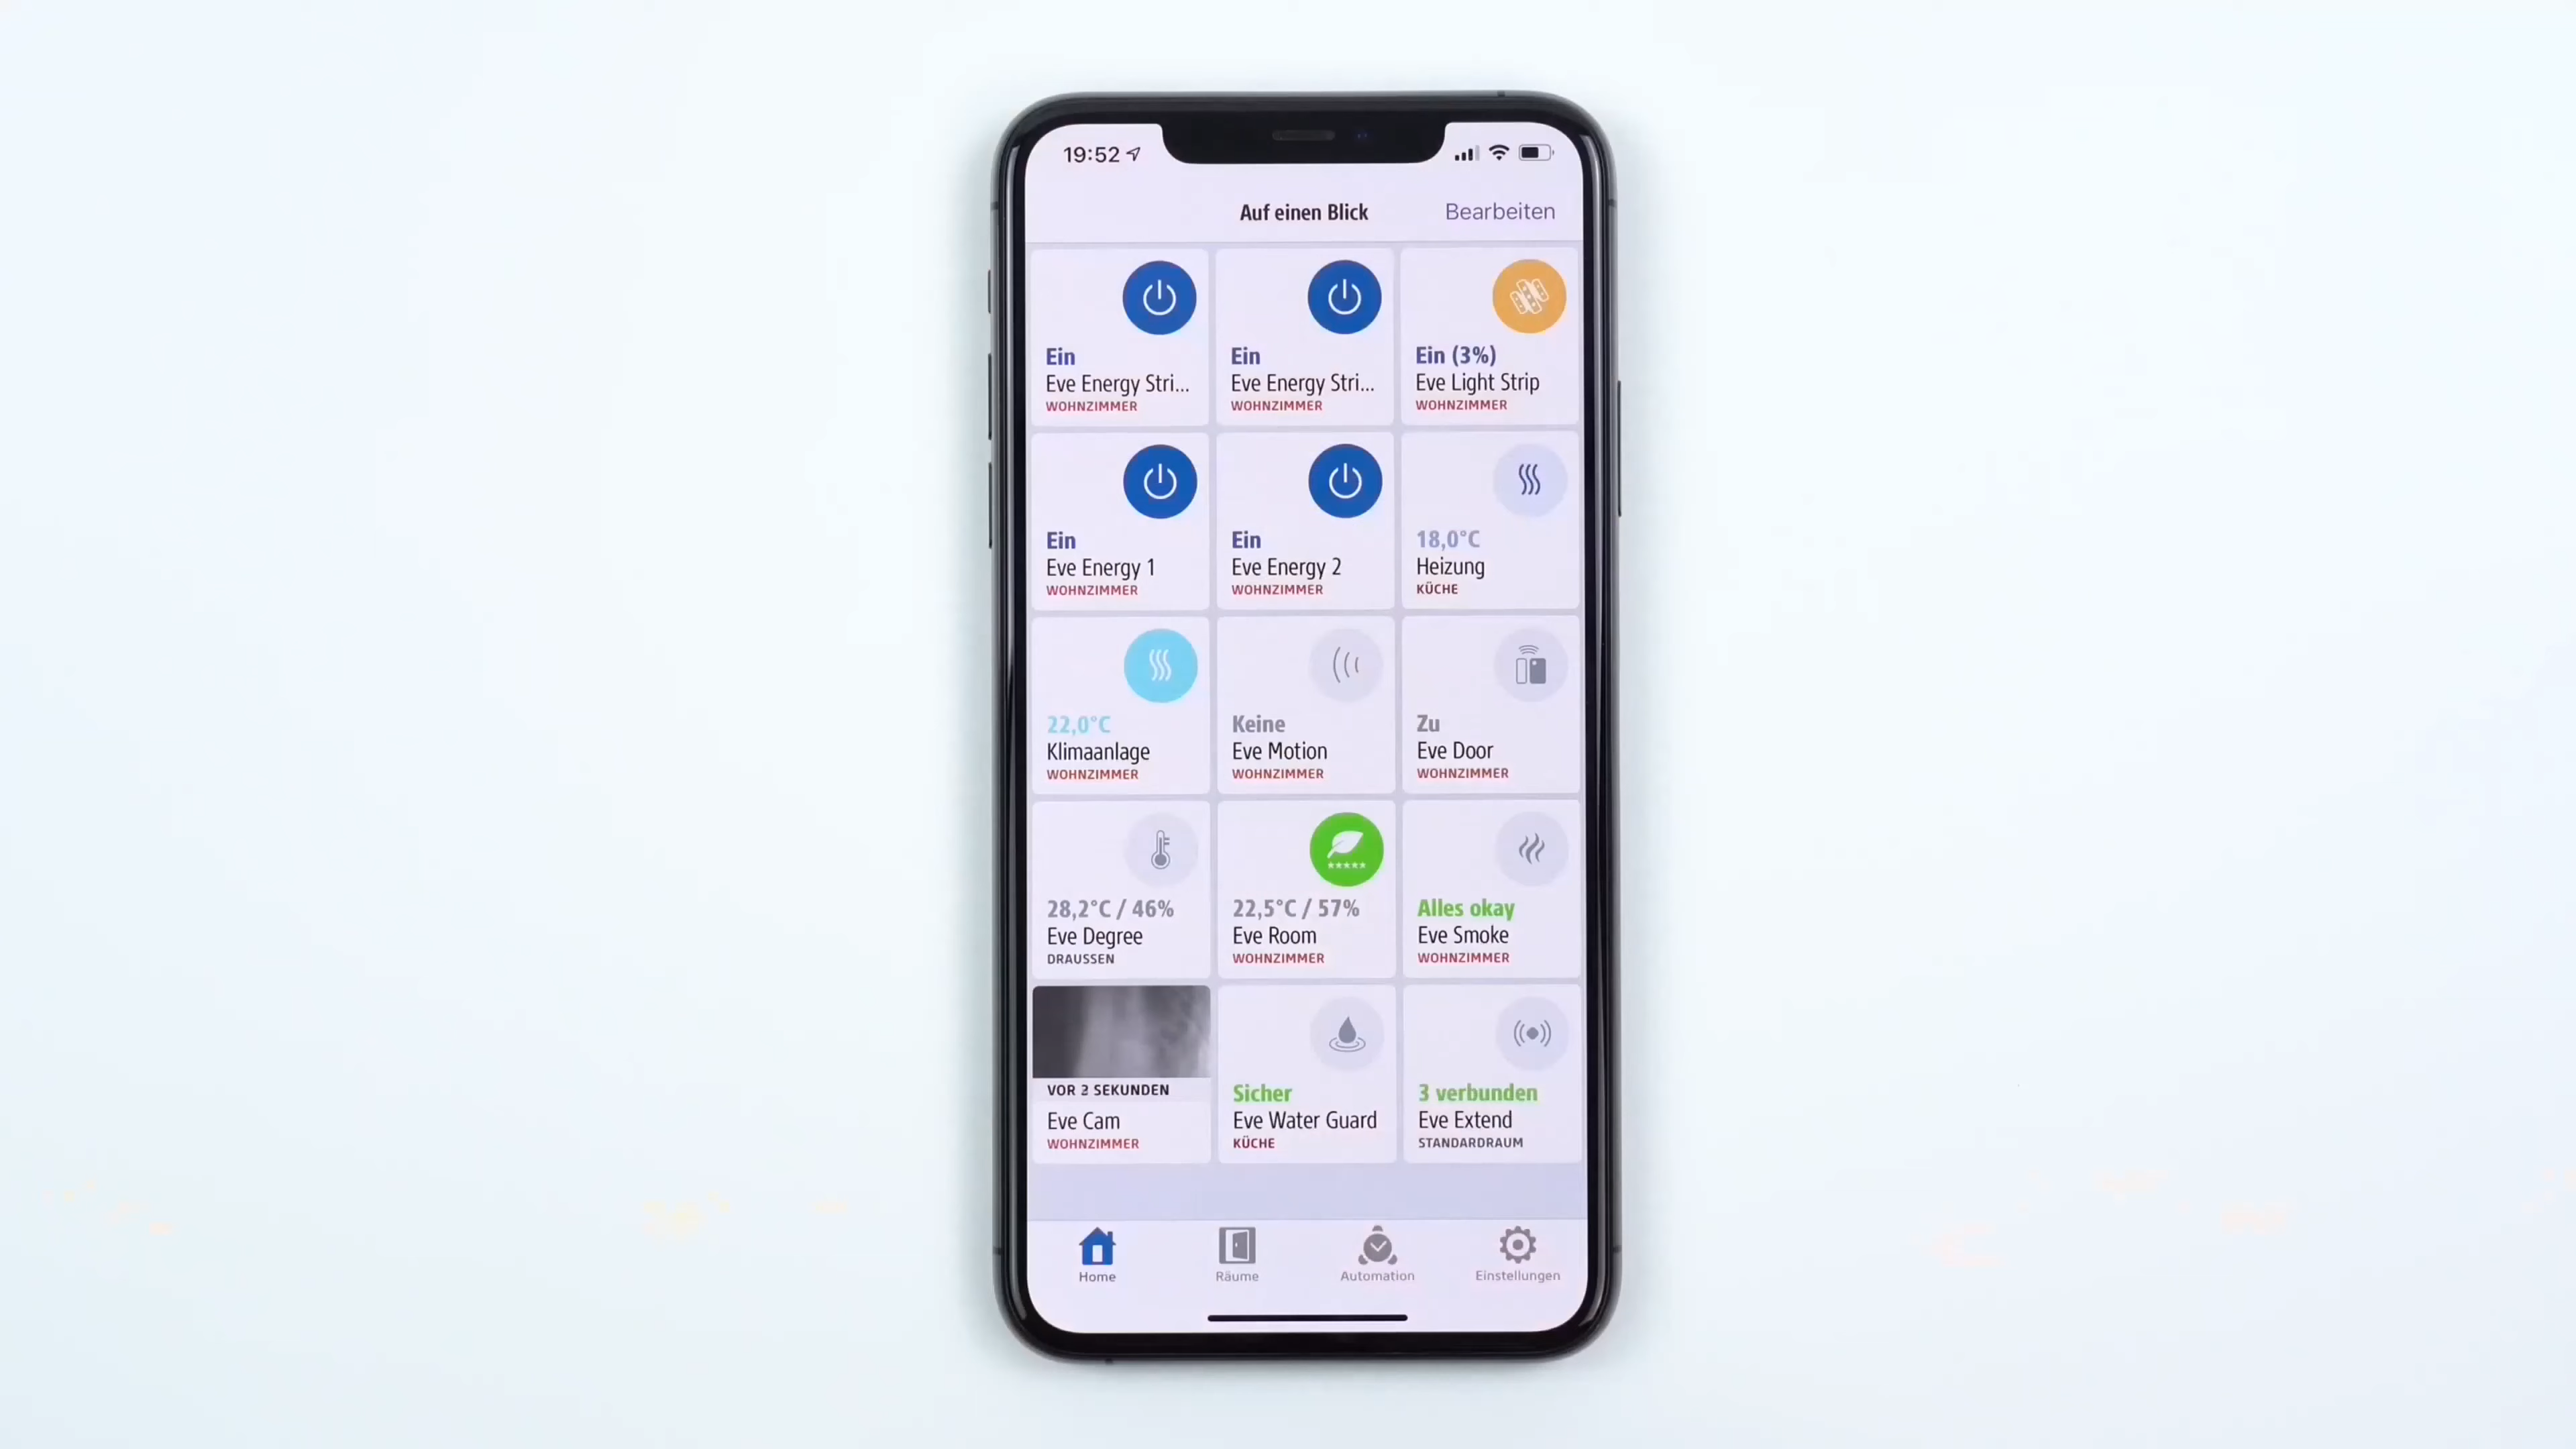 19:52
Auf einen Blick
Bearbeiten
Ein
Eve Energy Stri...
WOHNZIMMER
Ein
Eve Energy Stri...
WOHNZIMMER
Ein (3%)
Eve Light Strip
WOHNZIMMER
Ein
Eve Energy 1
WOHNZIMMER
Ein
Eve Energy 2
WOHNZIMMER
18,0°C
Heizung
KÜCHE
22,0°C
Klimaanlage
WOHNZIMMER
Keine
Eve Motion
WOHNZIMMER
Zu
Eve Door
WOHNZIMMER
28,2°C / 46%
Eve Degree
DRAUSSEN
22,5°C / 57%
Eve Room
WOHNZIMMER
Alles okay
Eve Smoke
WOHNZIMMER
VOR SEKUNDEN
Eve Cam
WOHNZIMMER
Sicher
Eve Water Guard
KÜCHE
3 verbunden
Eve Extend
STANDARDRAUM
Home
Räume
Automation
Einstellungen